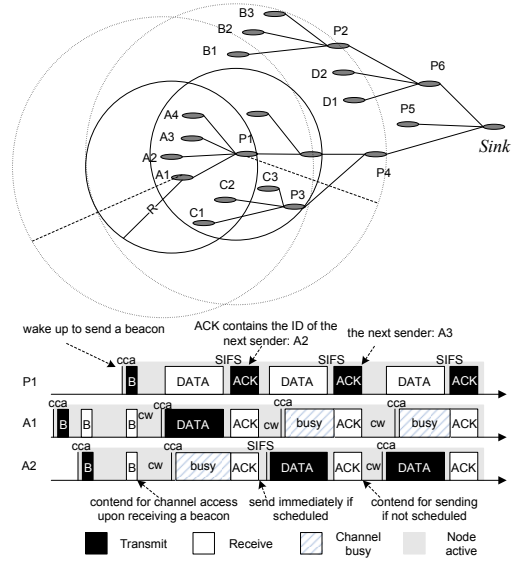 B3
B2
P2
B1
D2
P6
D1
P5
A4
A3
P1
Sink
A2
P4
A1
C3
C2
P3
R
C1
wake up to send a beacon
ACK contains the ID of the
next sender: A2
the next sender: A3
cca
SIFS
SIFS
SIFS
P1
B
DATA
ACK
DATA
ACK
DATA
ACK
cca
cca
cca
cca
A1
B
B
B
cw
DATA
ACK
cw
busy
ACK
cw
busy
ACK
cca
cca
SIFS
cca
A2
B
B
cw
busy
ACK
DATA
ACK
cw
DATA
ACK
contend for channel access
upon receiving a beacon
send immediately if
scheduled
contend for sending
if not scheduled
Transmit
Receive
Channel
busy
Node
active